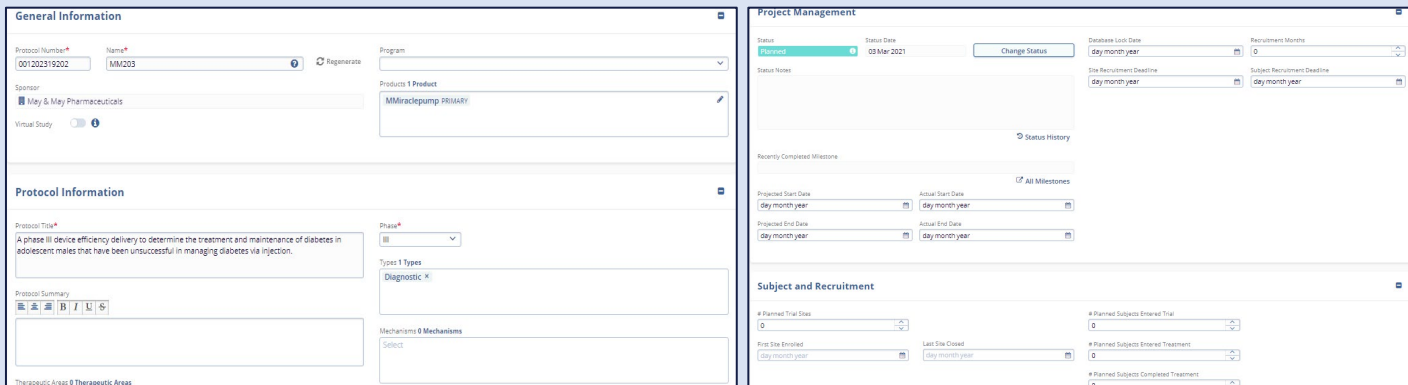 General Information
Protocol Number* Name* Program
001202319202 MM203 Regenerate
Sponsor Products 1 Product
May & May Pharmaceuticals MMiraclepump PRIMARY
Virtual Study
Protocol Information
Protocol Title* Phase*
A phase III device efficiency delivery to determine the treatment and maintenance of diabetes in
adolescent males that have been unsuccessful in managing diabetes via injection.
III
Types 1 Types
Diagnostic ×
Protocol Summary
B I U S
Mechanisms 0 Mechanisms
Select
Therapeutic Areas 0 Therapeutic Areas
Project Management
Status Status Date Database Lock Date Recruitment Months
Planned 03 Mar 2021 Change Status day month year 0
Status Notes Site Recruitment Deadline Subject Recruitment Deadline
day month year day month year
Status History
Recently Completed Milestone
All Milestones
Projected Start Date Actual Start Date
day month year day month year
Projected End Date Actual End Date
day month year day month year
Subject and Recruitment
# Planned Trial Sites # Planned Subjects Entered Trial
0 0
First Site Enrolled Last Site Closed # Planned Subjects Entered Treatment
day month year day month year 0
# Planned Subjects Completed Treatment
0